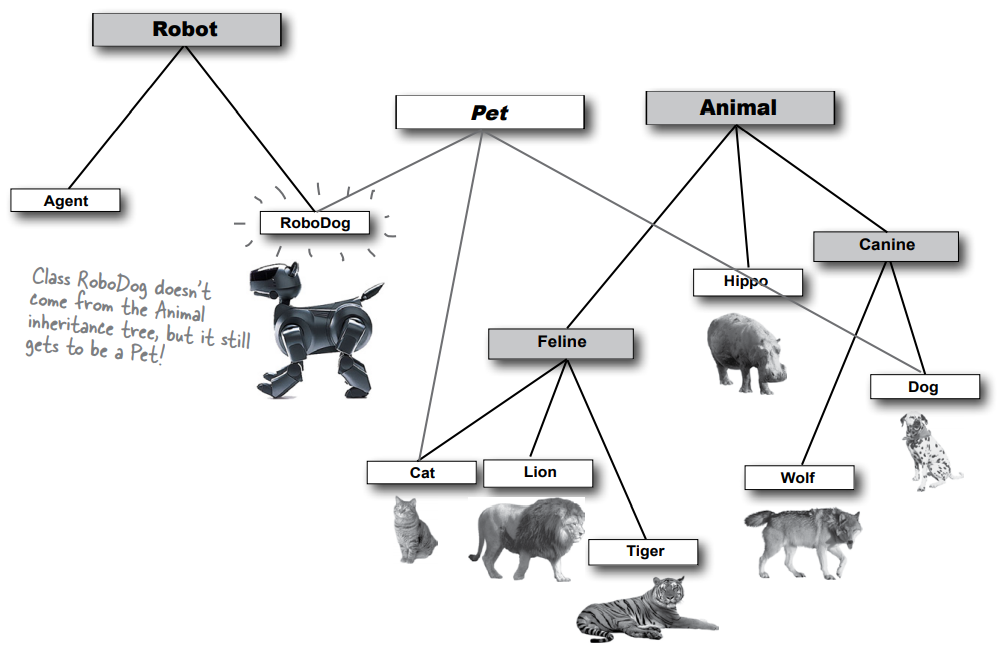 Robot
Pet
Animal
Agent
RoboDog
Canine
Hippo
Class RoboDog doesn't
come from the Animal
inheritance tree, but it still
gets to be a Pet!
Feline
Dog
Cat
Lion
Wolf
Tiger